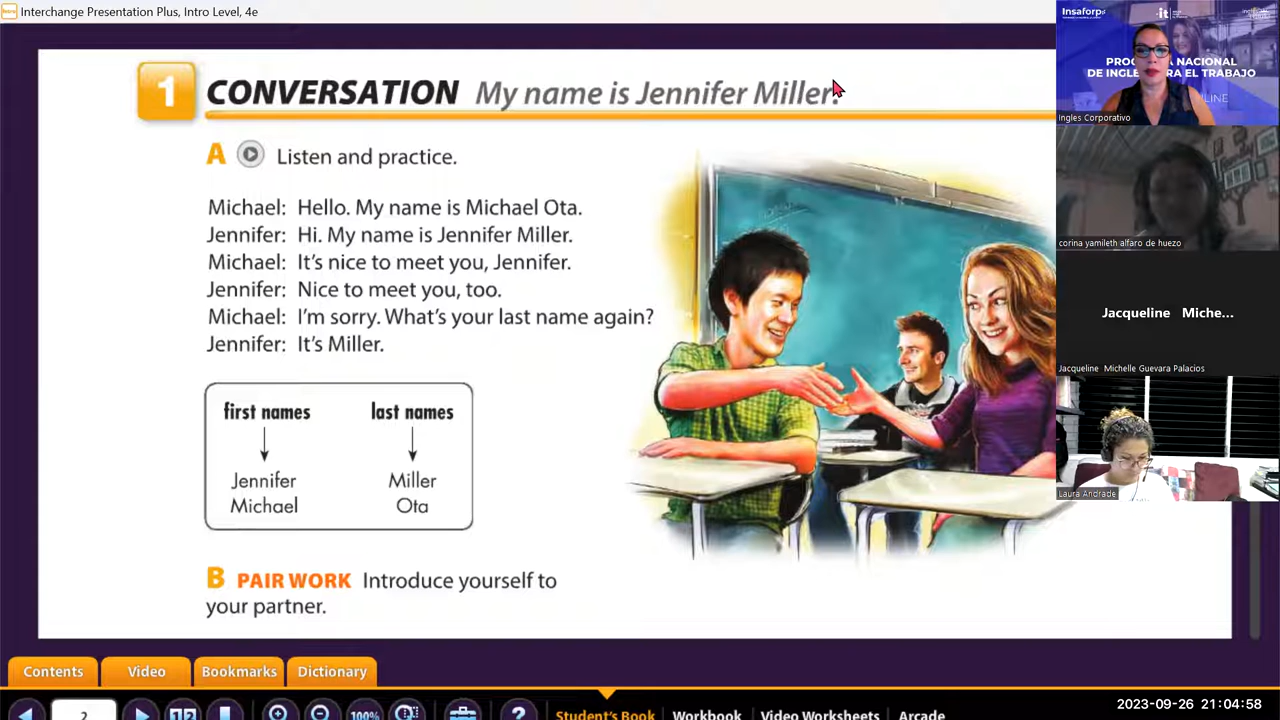 Interchange Presentation Plus, Intro Level, 4e
1 CONVERSATION My name is Jennifer Miller.
A Listen and practice.
Michael: Hello. My name is Michael Ota.
Jennifer: Hi. My name is Jennifer Miller.
Michael: It's nice to meet you, Jennifer.
Jennifer: Nice to meet you, too.
Michael: I'm sorry. What's your last name again?
Jennifer: It's Miller.
first names last names
Jennifer Miller
Michael Ota
B PAIR WORK Introduce yourself to
your partner.
Contents Video Bookmarks Dictionary
2 1 2 100% ?
Student's Book Workbook Video Worksheets Arcade
Insaforp
Ingles Corporativo
corina yamileth alfaro de huezo
Jacqueline Miche...
Jacqueline Michelle Guevara Palacios
Laura Andrade
2023-09-26 21:04:58